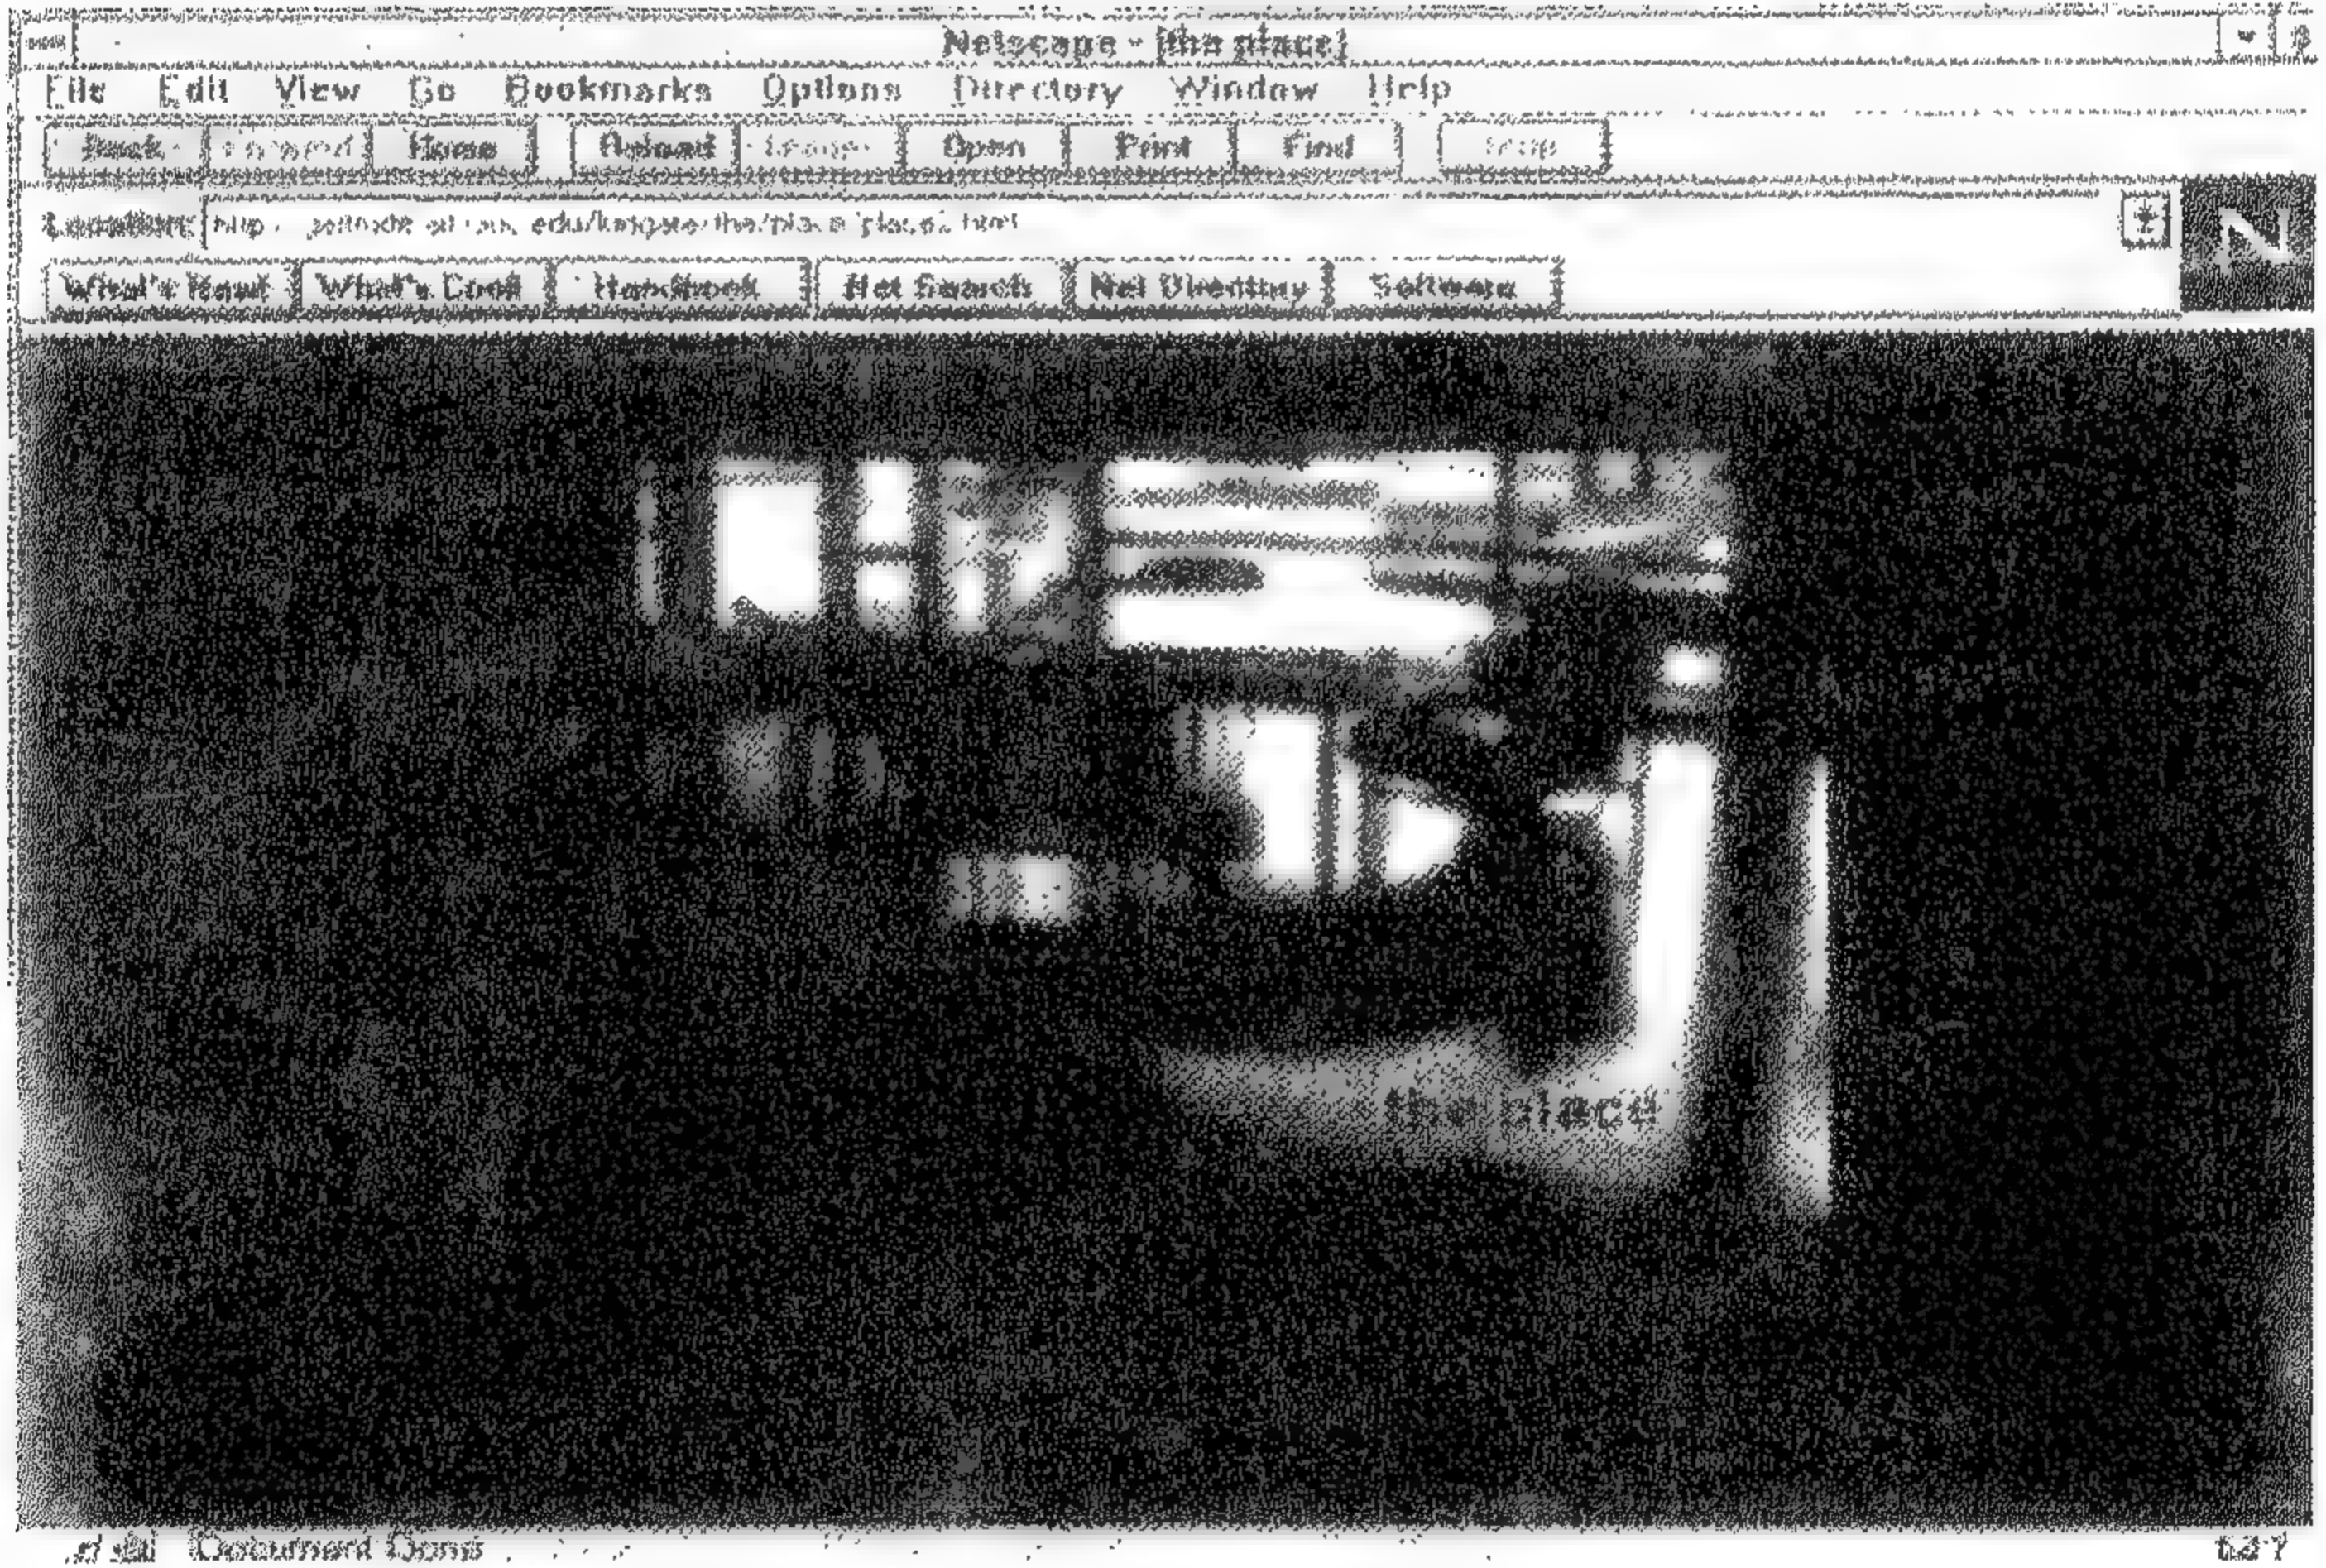 Netscape - [the place]
File Edit View Go Bookmarks Options Directory Window Help
Back Forward Home Reload Images Open Print Find Stop
Location:
What's New! What's Cool! Handbook Net Search Net Directory Software
N
the place
Document: Done